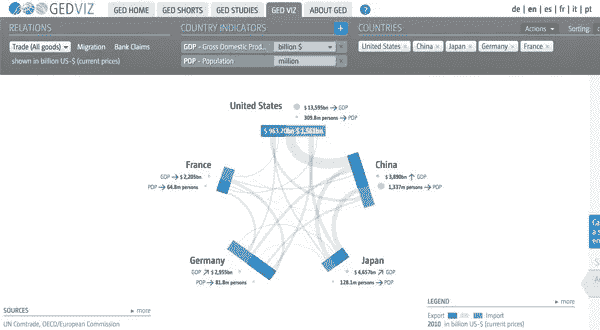 GEDVIZ
GED HOME
GED SHORTS
GED STUDIES
GED VIZ
ABOUT GED
?
de | en | es | fr | it | pt
RELATIONS
COUNTRY INDICATORS
+
COUNTRIES
Actions
Sorting:
Trade (All goods)
Migration
Bank Claims
shown in billion US-$ (current prices)
GDP - Gross Domestic Prod...
billion $
×
POP - Population
million
×
United States ×
China ×
Japan ×
Germany ×
France ×
United States
$ 13,595bn → GDP
309.8m persons → POP
France
GDP → $ 2,205bn
POP → 64.8m persons
China
$ 3,890bn ↑ GDP
1,337m persons → POP
Germany
GDP ↗ $ 2,955bn
POP → 81.8m persons
Japan
$ 4,657bn ↗ GDP
128.1m persons → POP
SOURCES
▸ more
UN Comtrade, OECD/European Commission
LEGEND
▸ more
Export
Import
2010 in billion US-$ (current prices)